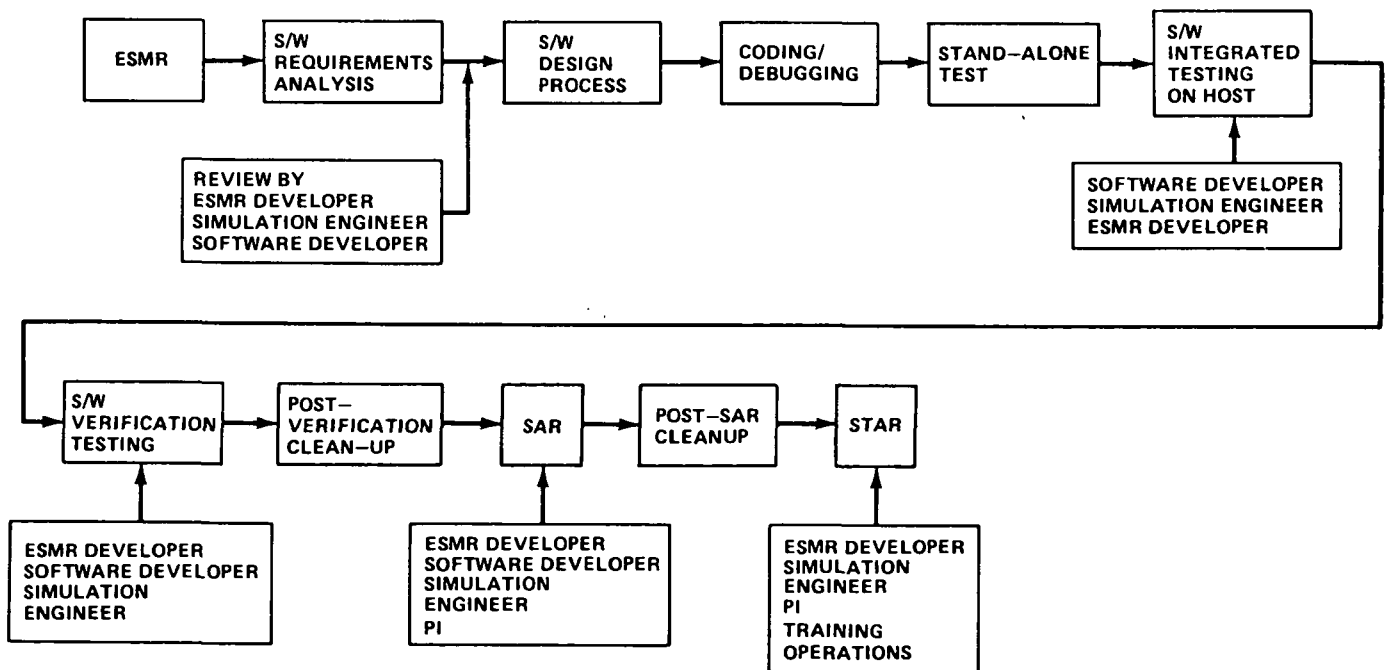 ESMR
S/W
REQUIREMENTS
ANALYSIS
S/W
DESIGN
PROCESS
CODING/
DEBUGGING
STAND-ALONE
TEST
S/W
INTEGRATED
TESTING
ON HOST
REVIEW BY
ESMR DEVELOPER
SIMULATION ENGINEER
SOFTWARE DEVELOPER
SOFTWARE DEVELOPER
SIMULATION ENGINEER
ESMR DEVELOPER
S/W
VERIFICATION
TESTING
POST-
VERIFICATION
CLEAN-UP
SAR
POST-SAR
CLEANUP
STAR
ESMR DEVELOPER
SOFTWARE DEVELOPER
SIMULATION
ENGINEER
ESMR DEVELOPER
SOFTWARE DEVELOPER
SIMULATION
ENGINEER
PI
ESMR DEVELOPER
SIMULATION
ENGINEER
PI
TRAINING
OPERATIONS